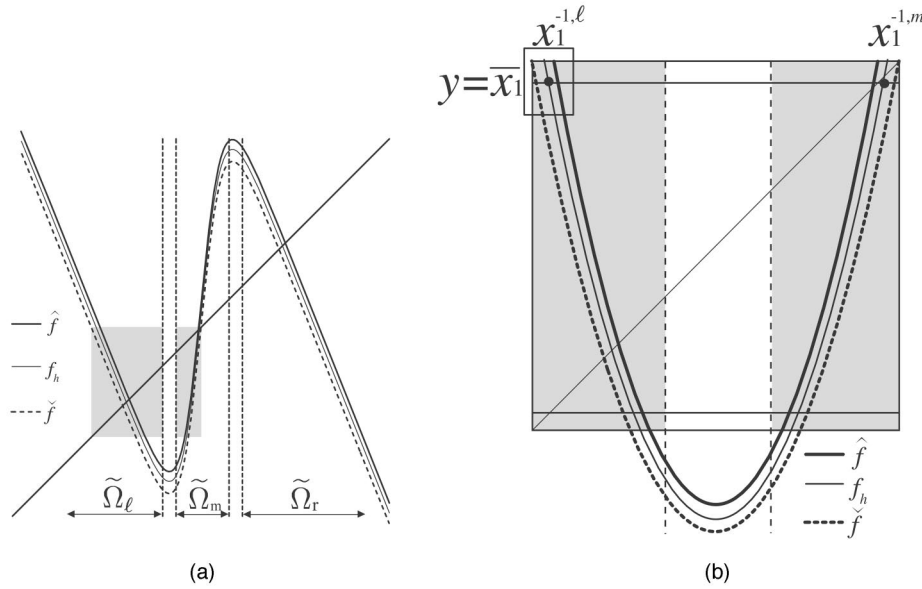 f̂
f_h
f̌
Ω̃_ℓ Ω̃_m Ω̃_r
(a)
x_1^{-1,ℓ} x_1^{-1,m}
y=x̅_1
f̂
f_h
f̌
(b)